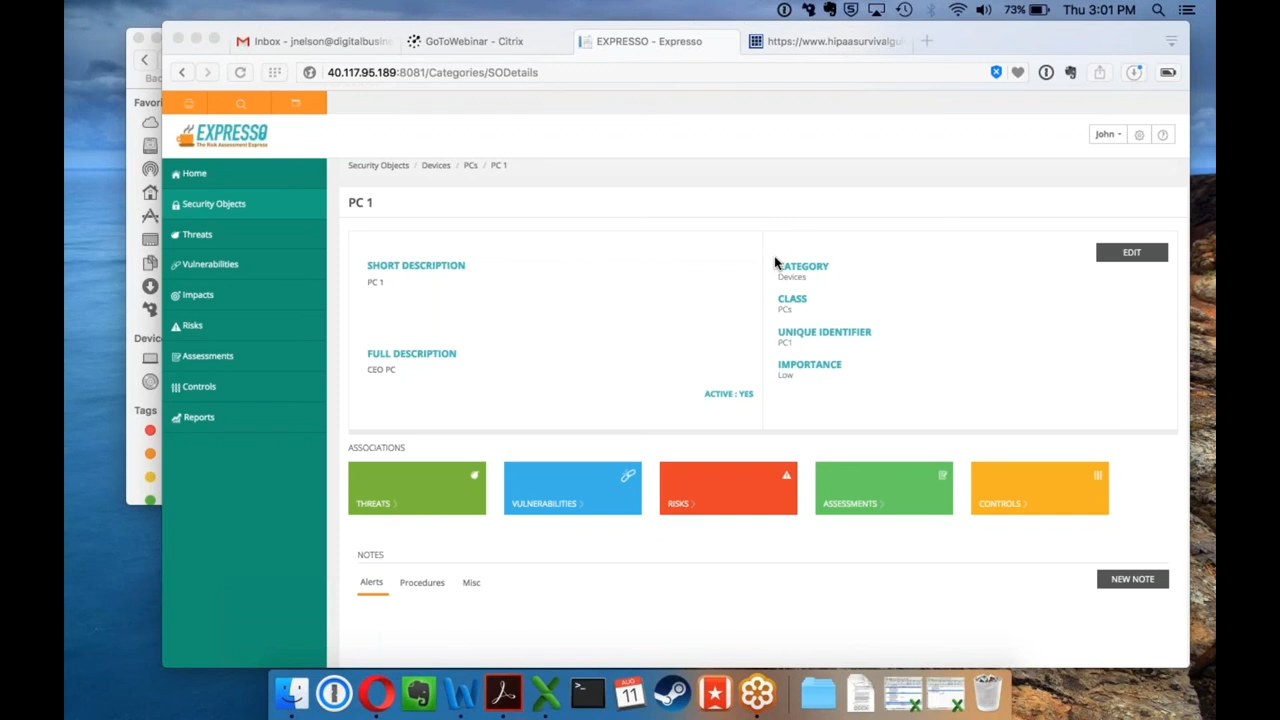 73% Thu 3:01 PM
Inbox - jnelson@digitalbusine
GoToWebinar - Citrix
EXPRESSO - Expresso
https://www.hipaasurvivalgui
40.117.95.189:8081/Categories/SODetails
Bac
Favori
Devic
Tags
EXPRESSO
The Risk Assessment Express
John
Home
Security Objects
Threats
Vulnerabilities
Impacts
Risks
Assessments
Controls
Reports
Security Objects / Devices / PCs / PC 1
PC 1
EDIT
SHORT DESCRIPTION
PC 1
FULL DESCRIPTION
CEO PC
ACTIVE : YES
CATEGORY
Devices
CLASS
PCs
UNIQUE IDENTIFIER
PC1
IMPORTANCE
Low
ASSOCIATIONS
THREATS
VULNERABILITIES
RISKS
ASSESSMENTS
CONTROLS
NOTES
Alerts Procedures Misc
NEW NOTE
11